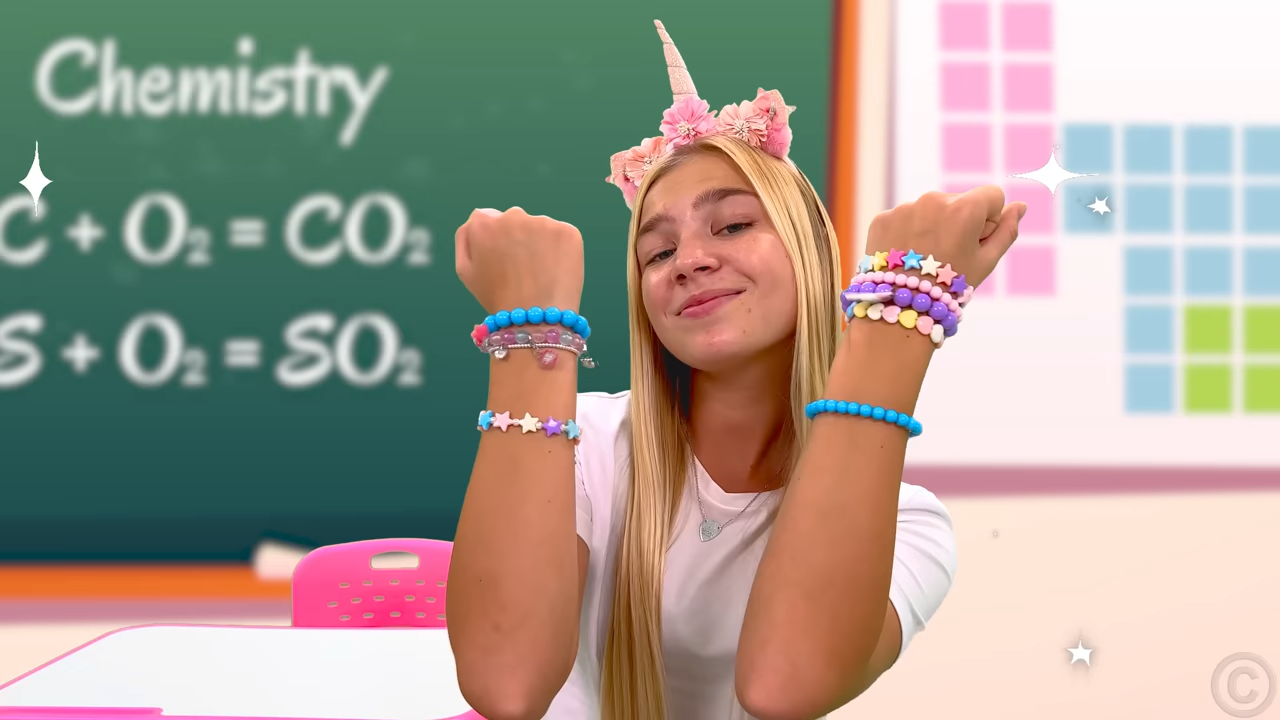 Chemistry
C + O₂ = CO₂
S + O₂ = SO₂
©